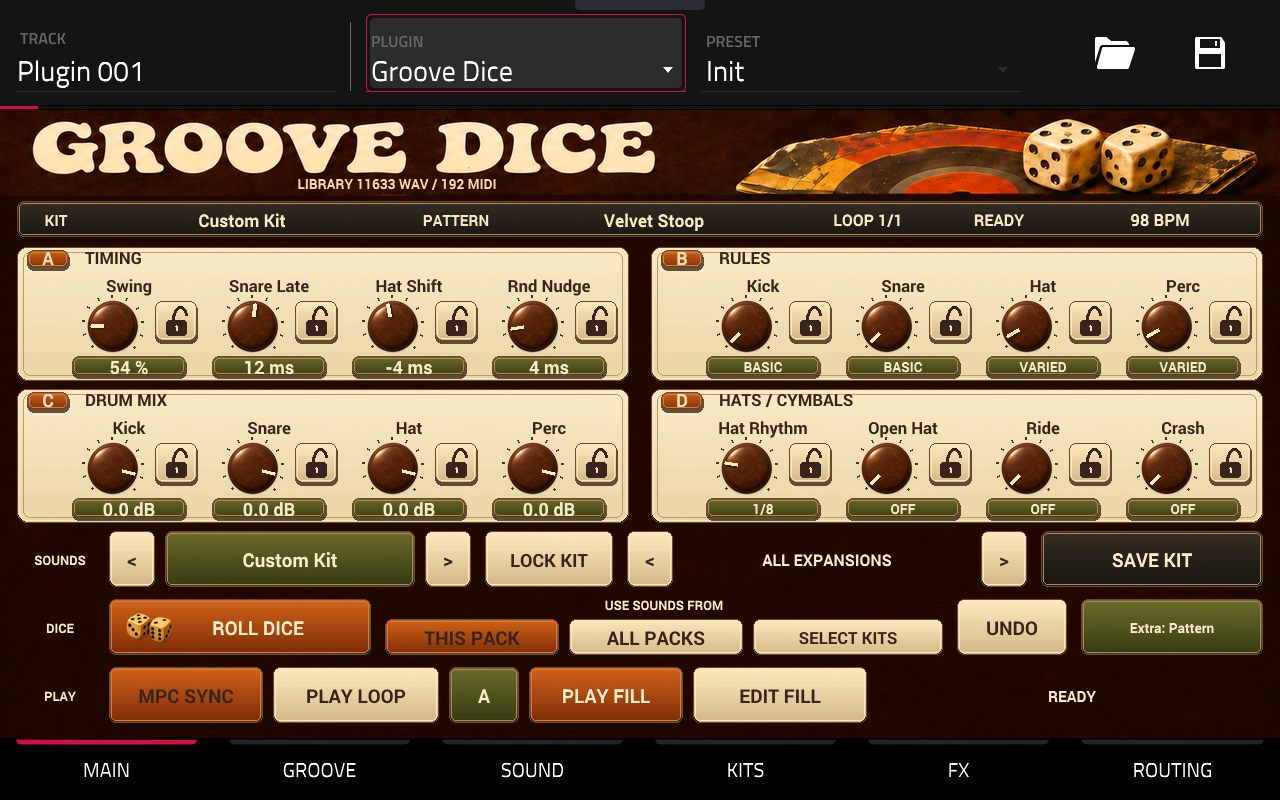 TRACK
Plugin 001
PLUGIN
Groove Dice
PRESET
Init
GROOVE DICE
LIBRARY 11633 WAV / 192 MIDI
KIT Custom Kit PATTERN Velvet Stoop LOOP 1/1 READY 98 BPM
A TIMING
Swing Snare Late Hat Shift Rnd Nudge
54 % 12 ms -4 ms 4 ms
B RULES
Kick Snare Hat Perc
BASIC BASIC VARIED VARIED
C DRUM MIX
Kick Snare Hat Perc
0.0 dB 0.0 dB 0.0 dB 0.0 dB
D HATS / CYMBALS
Hat Rhythm Open Hat Ride Crash
1/8 OFF OFF OFF
SOUNDS < Custom Kit > LOCK KIT < ALL EXPANSIONS > SAVE KIT
USE SOUNDS FROM
DICE ROLL DICE THIS PACK ALL PACKS SELECT KITS UNDO Extra: Pattern
PLAY MPC SYNC PLAY LOOP A PLAY FILL EDIT FILL READY
MAIN GROOVE SOUND KITS FX ROUTING